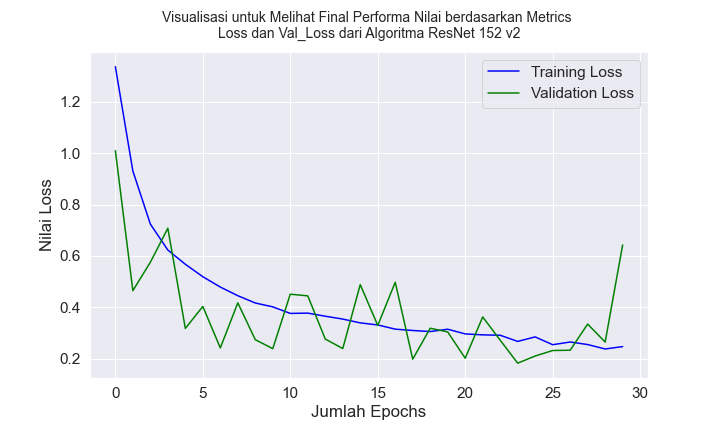 Visualisasi untuk Melihat Final Performa Nilai berdasarkan Metrics
Loss dan Val_Loss dari Algoritma ResNet 152 v2
Training Loss
Validation Loss
Nilai Loss
1.2
1.0
0.8
0.6
0.4
0.2
0 5 10 15 20 25 30
Jumlah Epochs